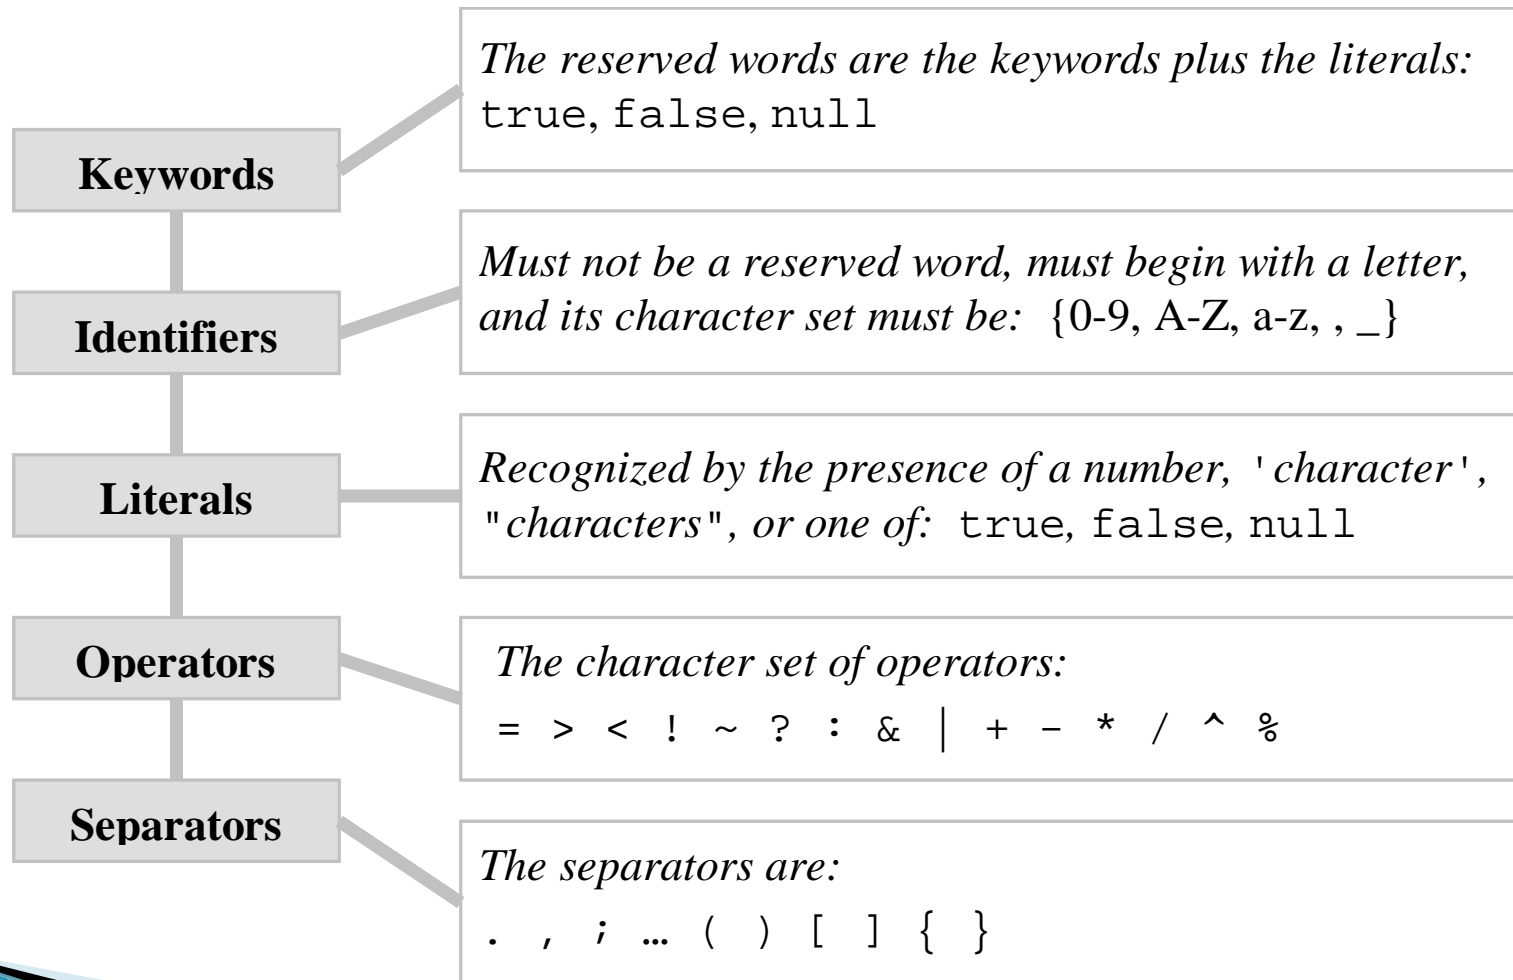 The reserved words are the keywords plus the literals:
true, false, null
Keywords
Must not be a reserved word, must begin with a letter,
and its character set must be: {0-9, A-Z, a-z, , _}
Identifiers
Recognized by the presence of a number, 'character',
"characters", or one of: true, false, null
Literals
The character set of operators:
= > < ! ~ ? : & | + - * / ^ %
Operators
The separators are:
. , ; … ( ) [ ] { }
Separators